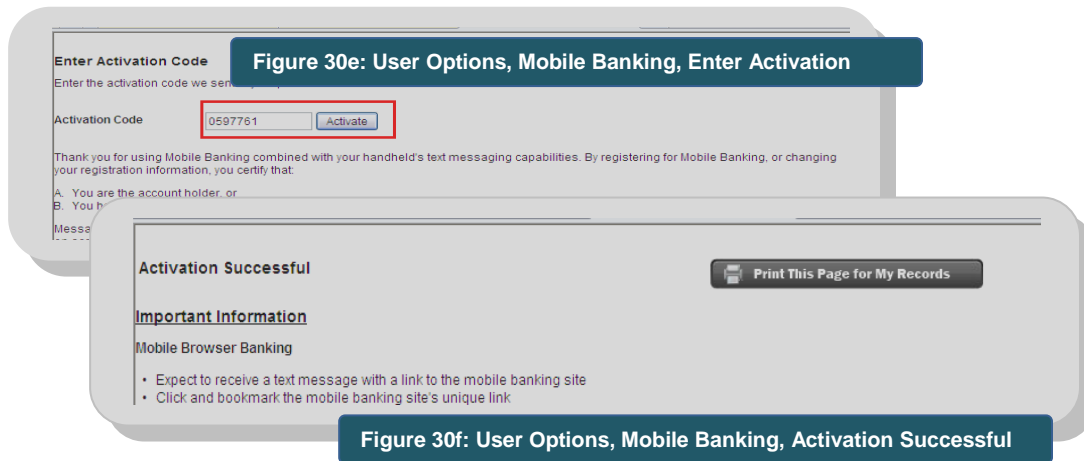 Enter Activation Code
Figure 30e: User Options, Mobile Banking, Enter Activation
Enter the activation code we sent
Activation Code
0597761
Activate
Thank you for using Mobile Banking combined with your handheld's text messaging capabilities. By registering for Mobile Banking, or changing
your registration information, you certify that:
A. You are the account holder, or
B. You
Activation Successful
Print This Page for My Records
Important Information
Mobile Browser Banking
• Expect to receive a text message with a link to the mobile banking site
• Click and bookmark the mobile banking site's unique link
Figure 30f: User Options, Mobile Banking, Activation Successful